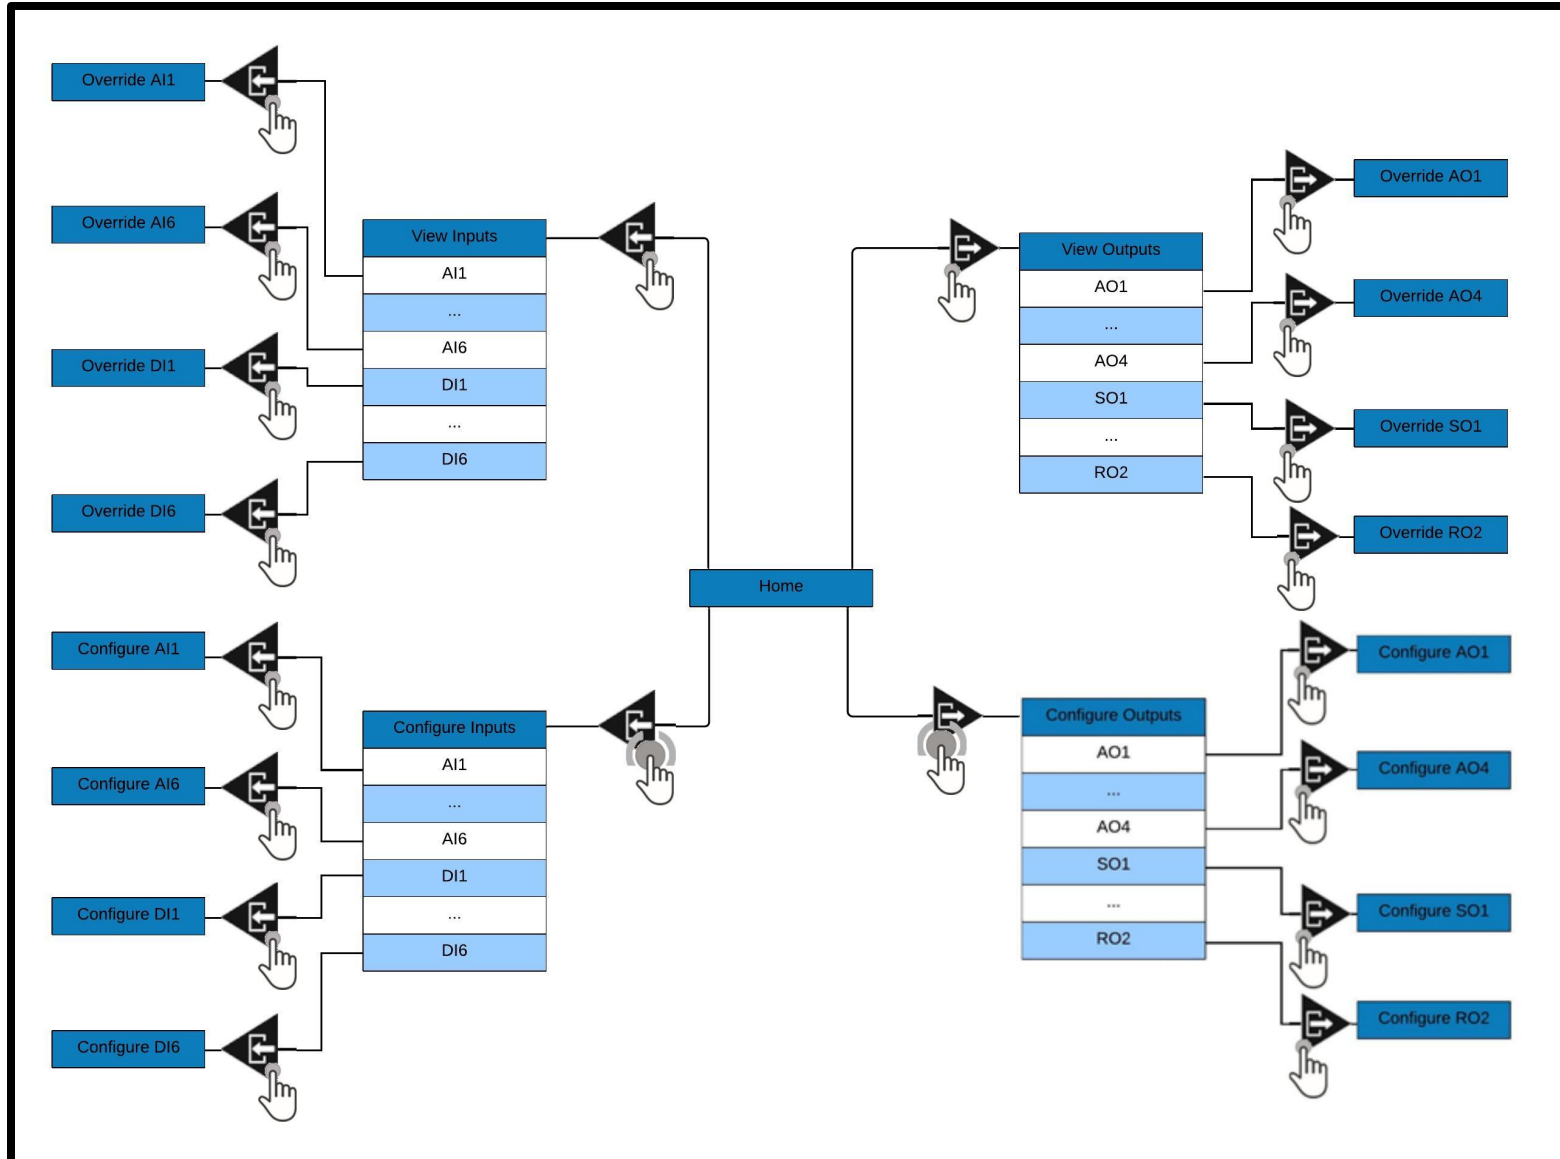 Override AI1
Override AI6
Override DI1
Override DI6
View Inputs
AI1
...
AI6
DI1
...
DI6
Configure AI1
Configure AI6
Configure DI1
Configure DI6
Configure Inputs
AI1
...
AI6
DI1
...
DI6
Home
View Outputs
AO1
...
AO4
SO1
...
RO2
Override AO1
Override AO4
Override SO1
Override RO2
Configure Outputs
AO1
...
AO4
SO1
...
RO2
Configure AO1
Configure AO4
Configure SO1
Configure RO2